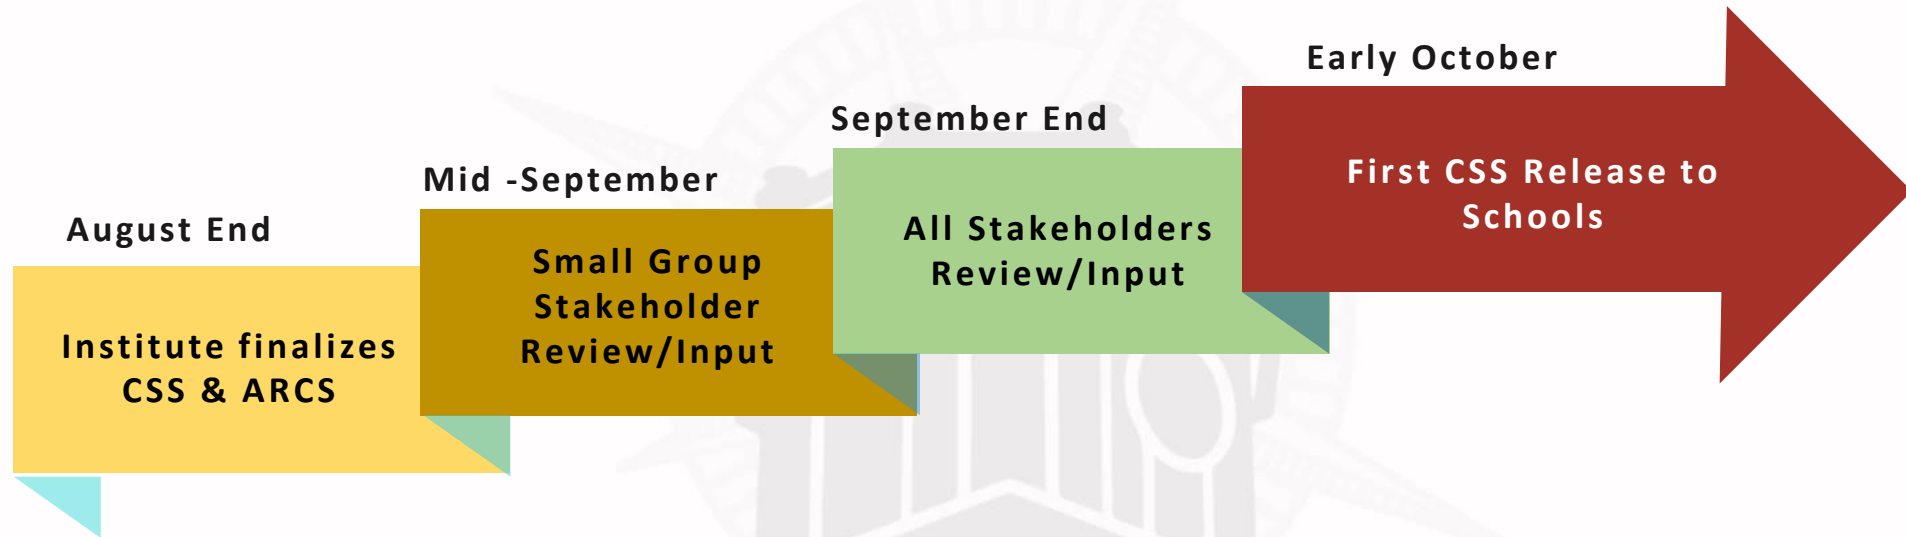 August End
Institute finalizes
CSS & ARCS
Mid -September
Small Group
Stakeholder
Review/Input
September End
All Stakeholders
Review/Input
Early October
First CSS Release to
Schools